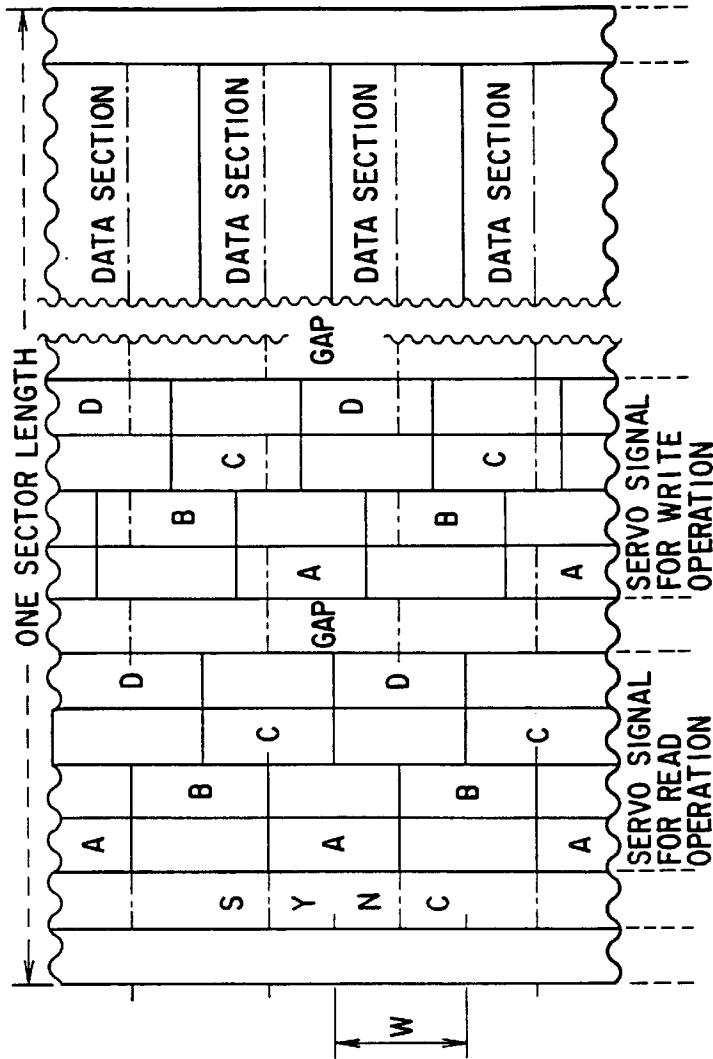 ONE SECTOR LENGTH
W
SYNC
A
A
A
B
B
C
C
D
D
GAP
A
A
B
B
C
C
D
D
GAP
DATA SECTION
DATA SECTION
DATA SECTION
DATA SECTION
SERVO SIGNAL
FOR READ
OPERATION
SERVO SIGNAL
FOR WRITE
OPERATION